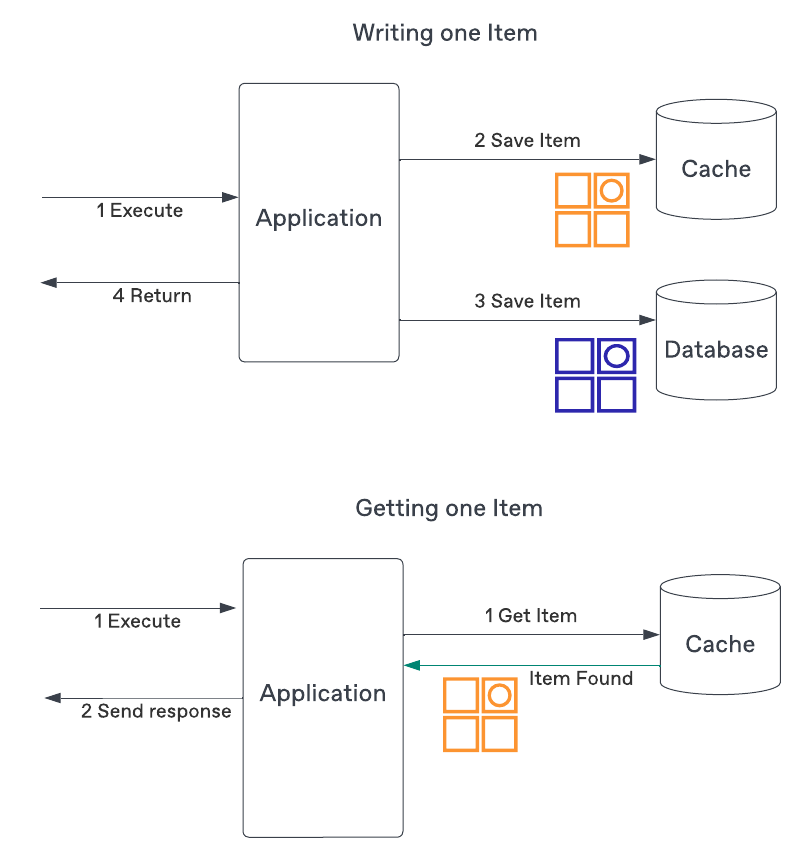 Writing one Item
2 Save Item
Cache
1 Execute
Application
4 Return
3 Save Item
Database
Getting one Item
1 Execute
1 Get Item
Cache
Item Found
Application
2 Send response